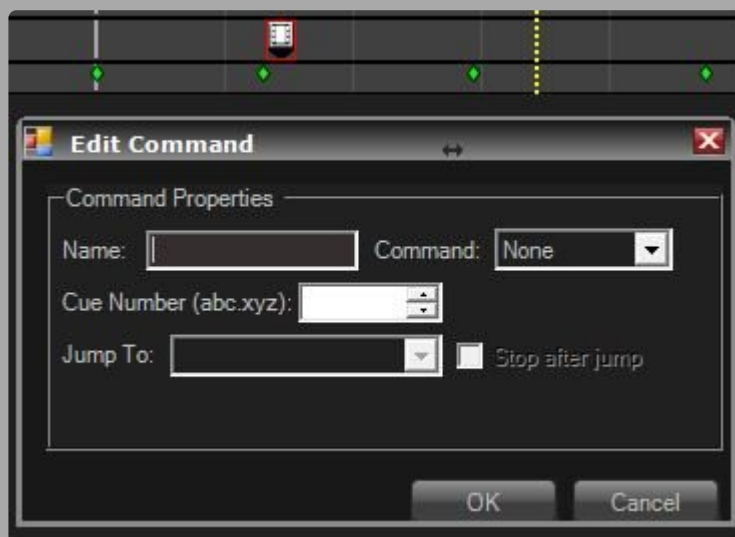 Edit Command
Command Properties
Name: Command: None
Cue Number (abc.xyz):
Jump To: Stop after jump
OK Cancel